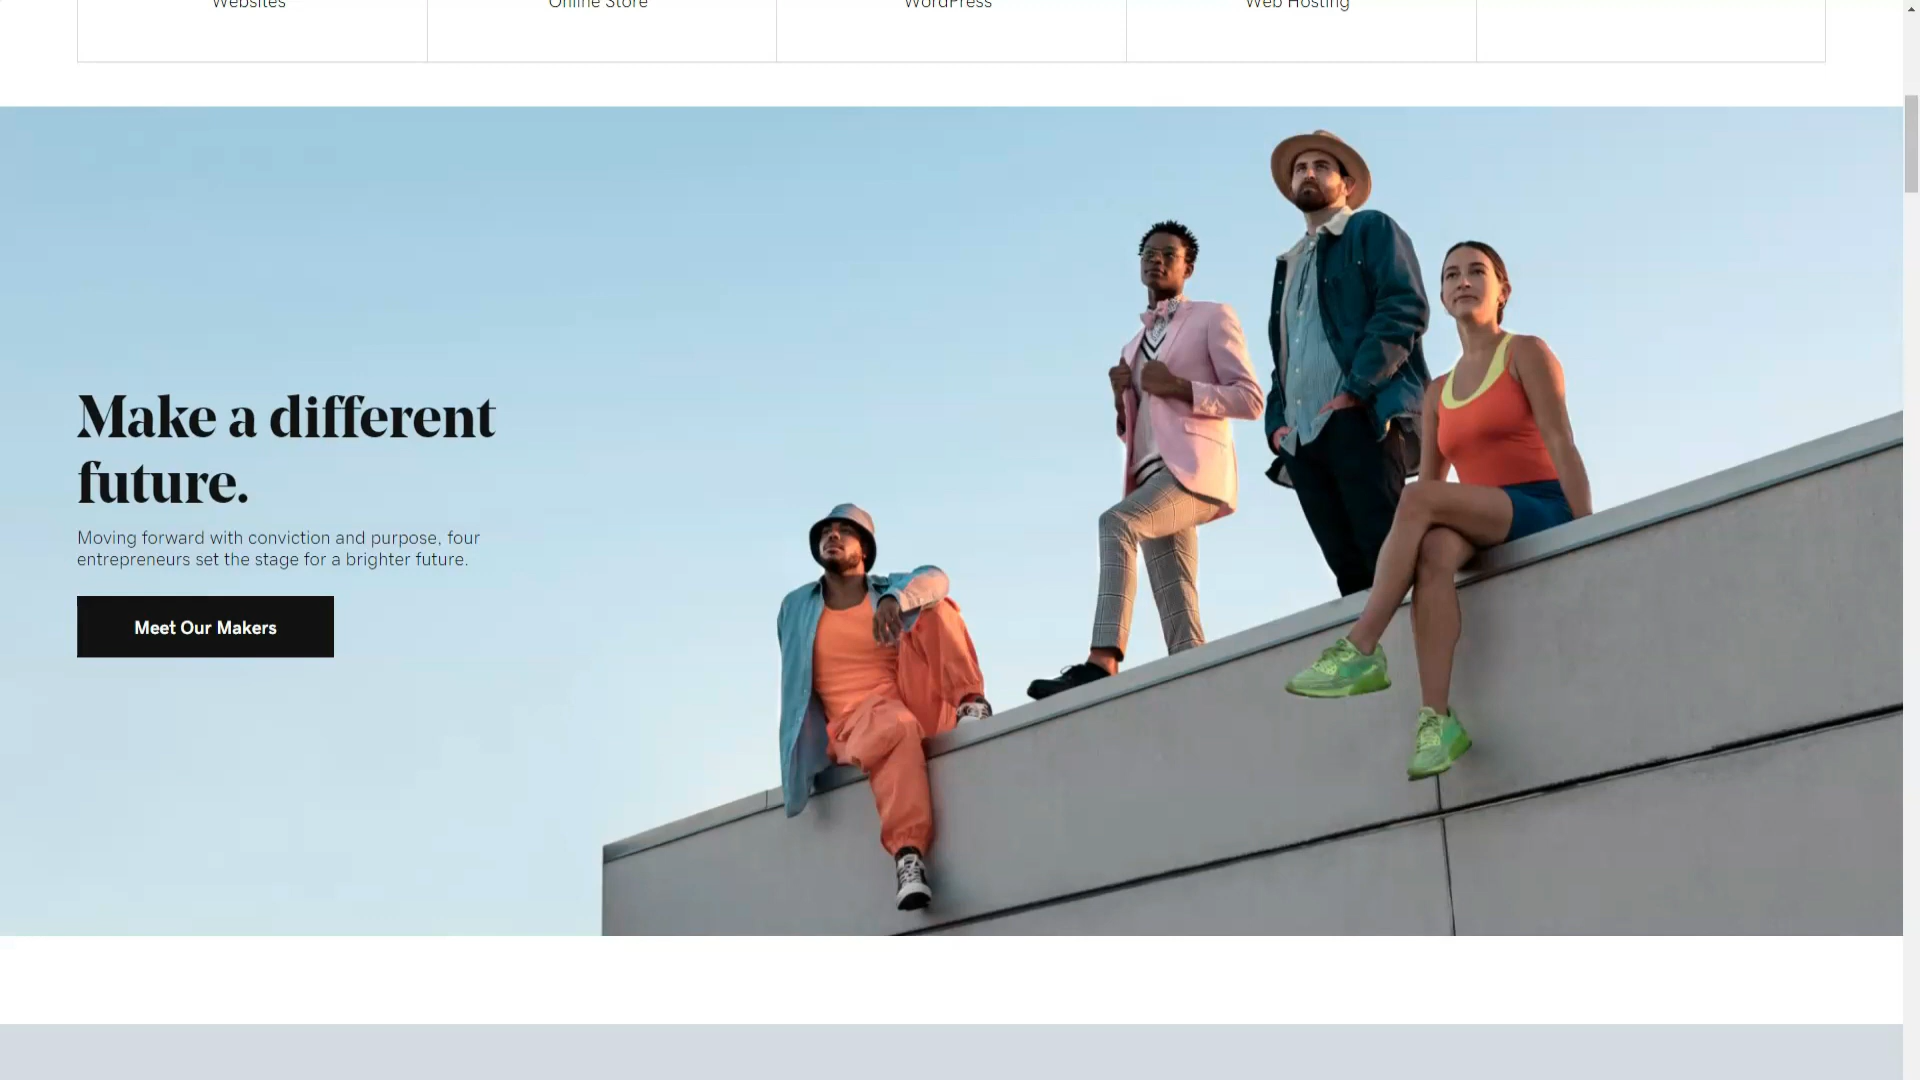 Websites
Online Store
WordPress
Web Hosting
Make a different
future.
Moving forward with conviction and purpose, four
entrepreneurs set the stage for a brighter future.
Meet Our Makers